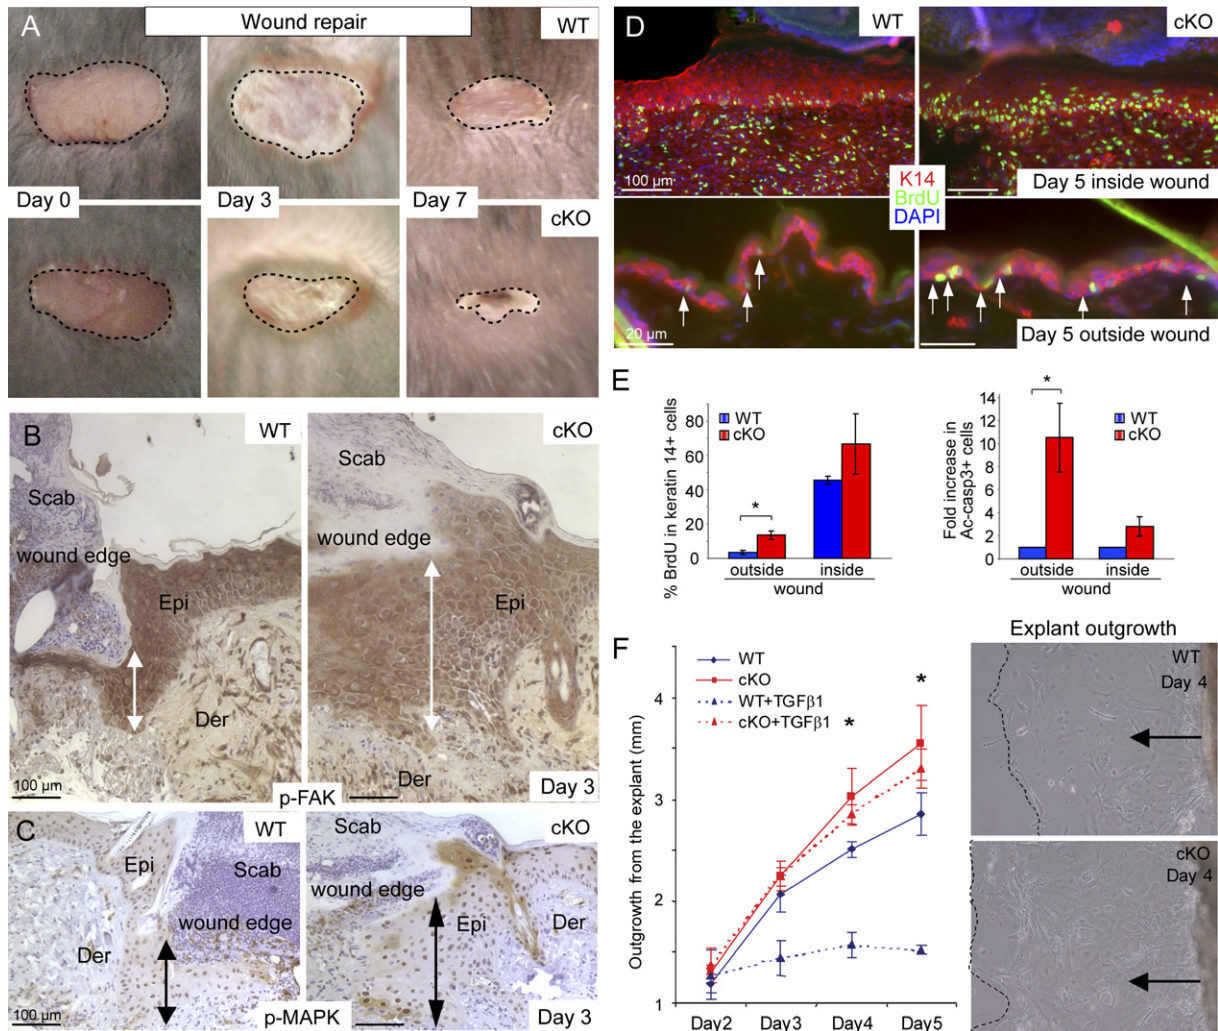 A
Wound repair
WT
Day 0
Day 3
Day 7
cKO
B
WT
cKO
Scab
wound edge
Epi
Der
100 µm
Scab
wound edge
Epi
Der
p-FAK
Day 3
C
WT
cKO
Epi
Scab
wound edge
Der
100 µm
Scab
wound edge
Epi
Der
p-MAPK
Day 3
D
WT
cKO
100 µm
K14
BrdU
DAPI
Day 5 inside wound
20 µm
Day 5 outside wound
E
% BrdU in keratin 14+ cells
80
60
40
20
0
WT
cKO
*
outside
inside
wound
Fold increase in
Ac-casp3+ cells
14
12
10
8
6
4
2
0
*
WT
cKO
outside
inside
wound
F
Outgrowth from the explant (mm)
4
3
2
1
WT
cKO
WT+TGFβ1
cKO+TGFβ1
*
*
Day2
Day3
Day4
Day5
Explant outgrowth
WT
Day 4
cKO
Day 4